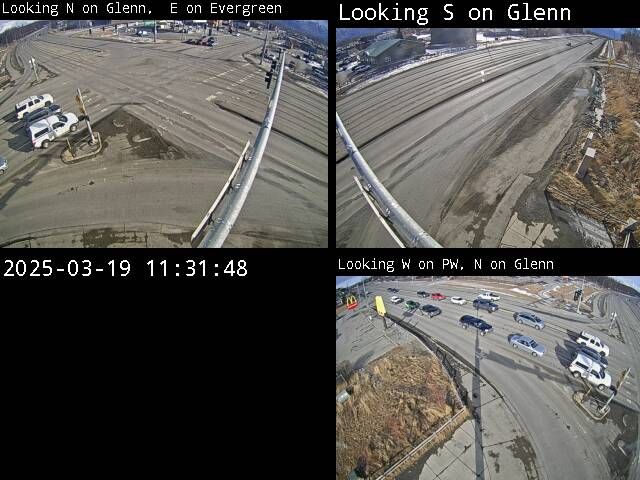 Looking N on Glenn,  E on Evergreen
Looking S on Glenn
2025-03-19 11:31:48
Looking W on PW, N on Glenn